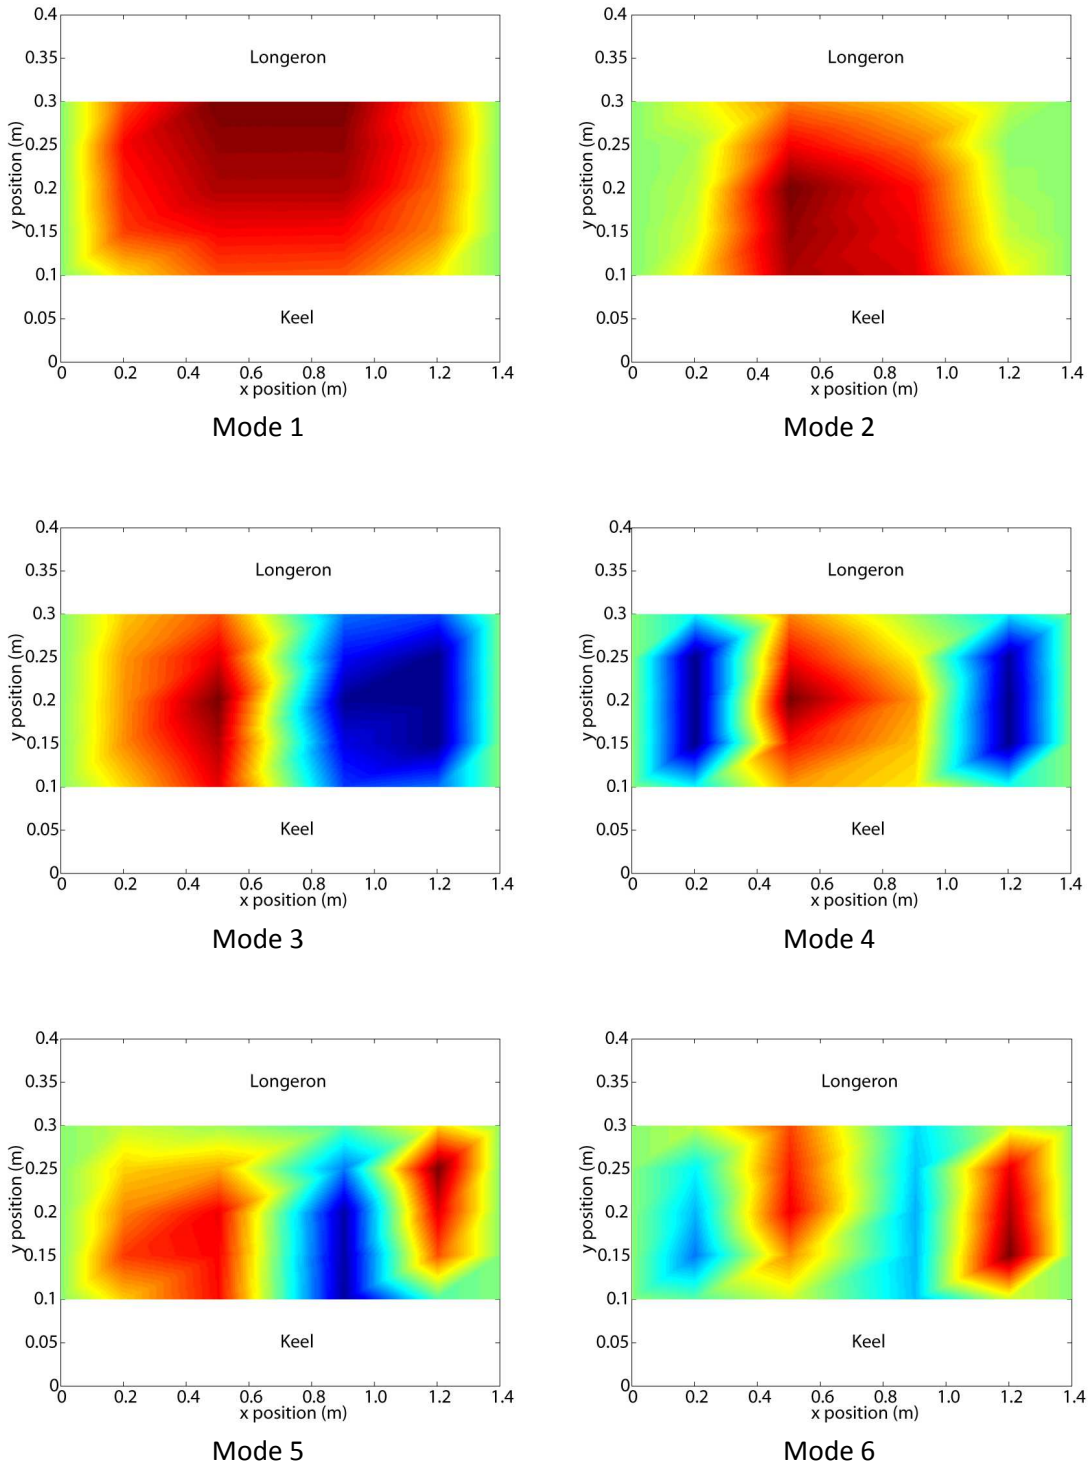 0.4 0.35 0.3 0.25 0.2 0.15 0.1 0.05 0
y position (m)
Longeron
Keel
0 0.2 0.4 0.6 0.8 1.0 1.2 1.4
x position (m)
Mode 1
0.4 0.35 0.3 0.25 0.2 0.15 0.1 0.05 0
y position (m)
Longeron
Keel
0 0.2 0.4 0.6 0.8 1.0 1.2 1.4
x position (m)
Mode 2
0.4 0.35 0.3 0.25 0.2 0.15 0.1 0.05 0
y position (m)
Longeron
Keel
0 0.2 0.4 0.6 0.8 1.0 1.2 1.4
x position (m)
Mode 3
0.4 0.35 0.3 0.25 0.2 0.15 0.1 0.05 0
y position (m)
Longeron
Keel
0 0.2 0.4 0.6 0.8 1.0 1.2 1.4
x position (m)
Mode 4
0.4 0.35 0.3 0.25 0.2 0.15 0.1 0.05 0
y position (m)
Longeron
Keel
0 0.2 0.4 0.6 0.8 1.0 1.2 1.4
x position (m)
Mode 5
0.4 0.35 0.3 0.25 0.2 0.15 0.1 0.05 0
y position (m)
Longeron
Keel
0 0.2 0.4 0.6 0.8 1.0 1.2 1.4
x position (m)
Mode 6